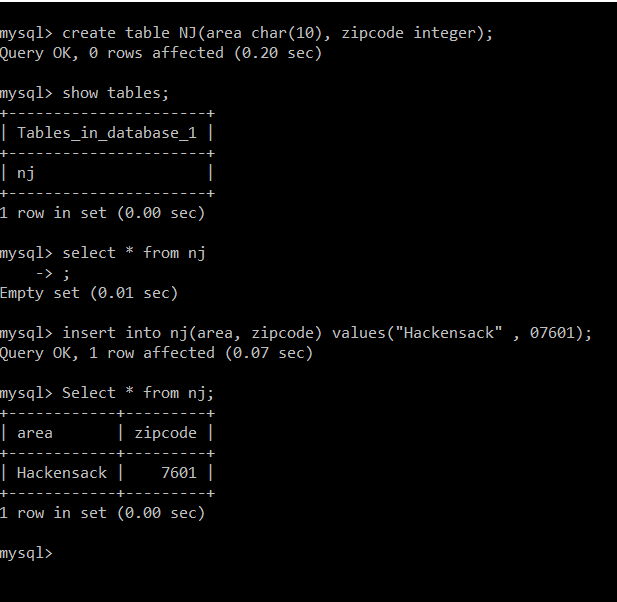 mysql> create table NJ(area char(10), zipcode integer);
Query OK, 0 rows affected (0.20 sec)

mysql> show tables;
+----------------------+
| Tables_in_database_1 |
+----------------------+
| nj                   |
+----------------------+
1 row in set (0.00 sec)

mysql> select * from nj
    -> ;
Empty set (0.01 sec)

mysql> insert into nj(area, zipcode) values("Hackensack" , 07601);
Query OK, 1 row affected (0.07 sec)

mysql> Select * from nj;
+------------+---------+
| area       | zipcode |
+------------+---------+
| Hackensack |    7601 |
+------------+---------+
1 row in set (0.00 sec)

mysql>